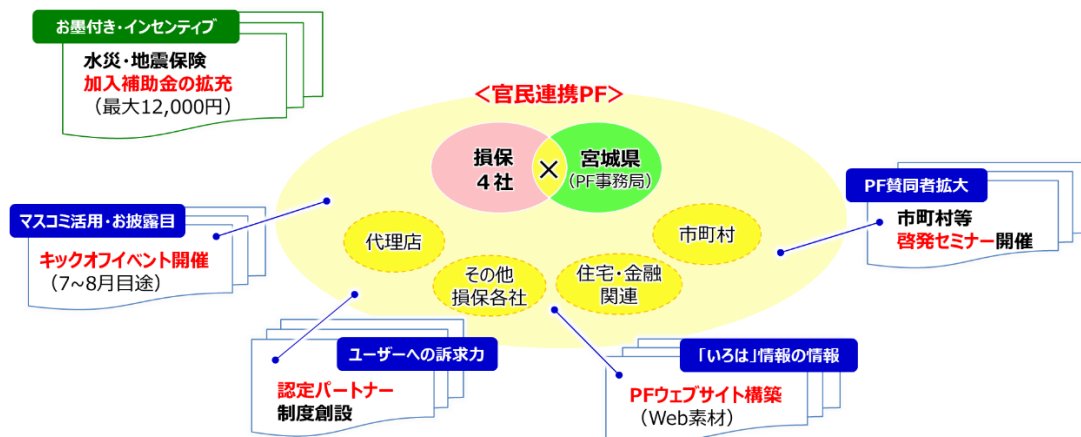 お墨付き・インセンティブ
水災・地震保険
加入補助金の拡充
（最大12,000円）
＜官民連携PF＞
損保
４社
×
宮城県
（PF事務局）
PF賛同者拡大
市町村等
啓発セミナー開催
マスコミ活用・お披露目
キックオフイベント開催
（7~8月目途）
代理店
市町村
その他
損保各社
住宅・金融
関連
ユーザーへの訴求力
認定パートナー
制度創設
「いろは」情報の情報
PFウェブサイト構築
（Web素材）